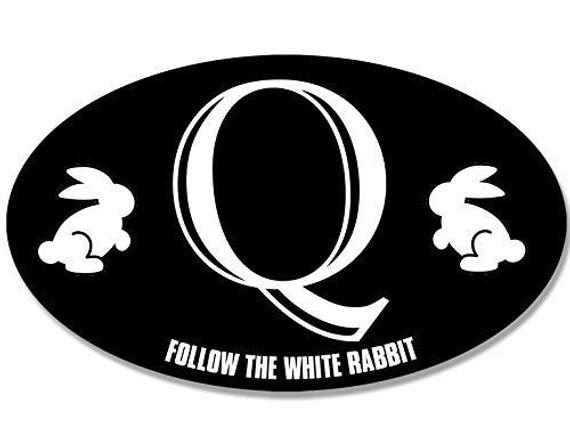 Q
FOLLOW THE WHITE RABBIT